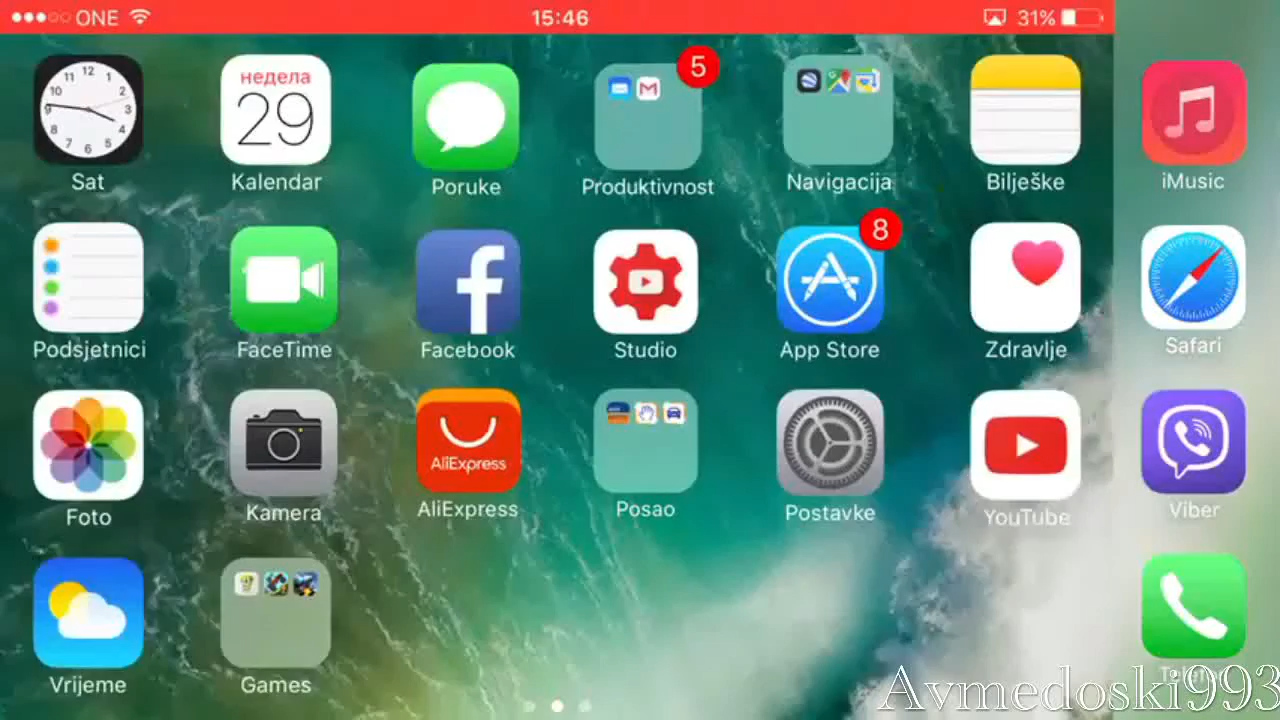 ONE 15:46 31%
недела
29
5
Sat Kalendar Poruke Produktivnost Navigacija Bilješke iMusic
8
Podsjetnici FaceTime Facebook Studio App Store Zdravlje Safari
AliExpress
Foto Kamera AliExpress Posao Postavke YouTube Viber
Vrijeme Games
Avmedoski993